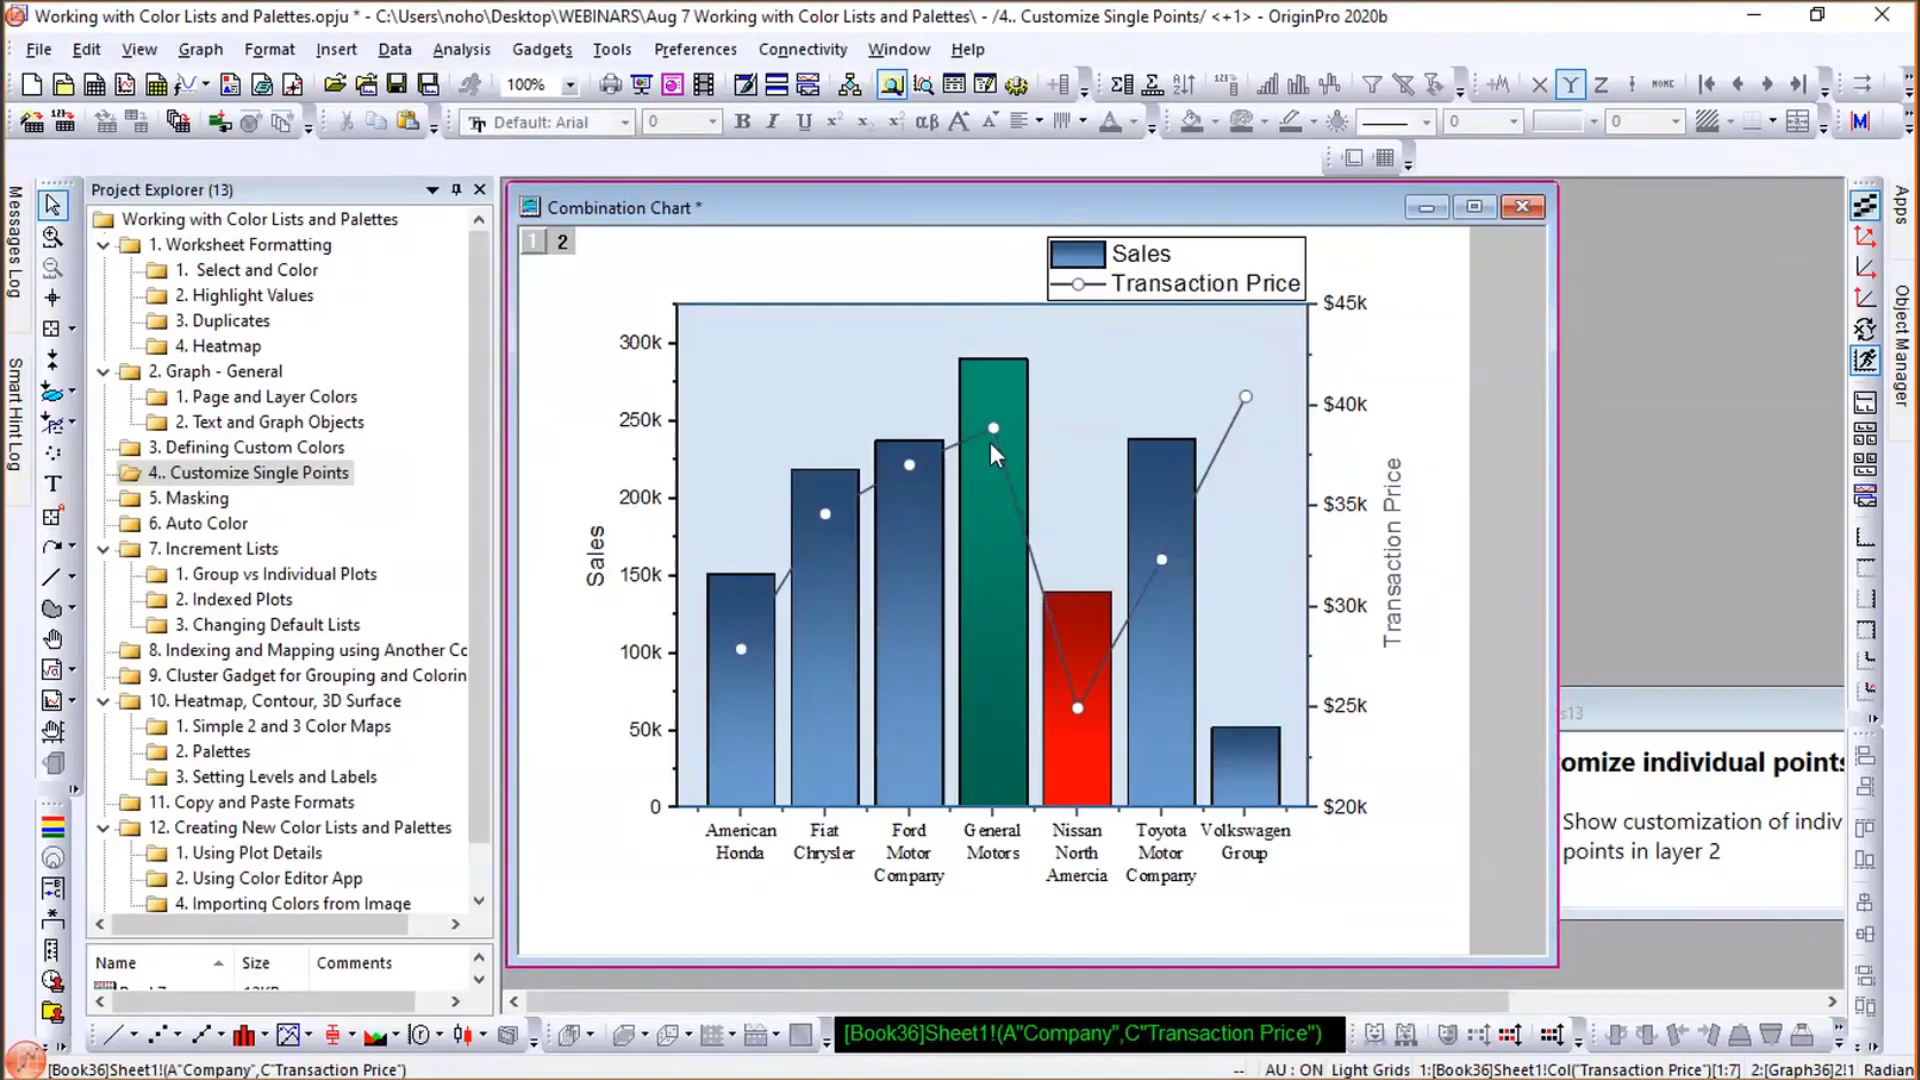 Working with Color Lists and Palettes.opju * - C:\Users\noho\Desktop\WEBINARS\Aug 7 Working with Color Lists and Palettes\ - /4.. Customize Single Points/ <+1> - OriginPro 2020b
File Edit View Graph Format Insert Data Analysis Gadgets Tools Preferences Connectivity Window Help
100%
Y Z HOME
Default: Arial 0 B I U αβ A A 0 0
Messages Log
Smart Hint Log
Project Explorer (13)
Working with Color Lists and Palettes
1. Worksheet Formatting
1. Select and Color
2. Highlight Values
3. Duplicates
4. Heatmap
2. Graph - General
1. Page and Layer Colors
2. Text and Graph Objects
3. Defining Custom Colors
4.. Customize Single Points
5. Masking
6. Auto Color
7. Increment Lists
1. Group vs Individual Plots
2. Indexed Plots
3. Changing Default Lists
8. Indexing and Mapping using Another Cc
9. Cluster Gadget for Grouping and Colorin
10. Heatmap, Contour, 3D Surface
1. Simple 2 and 3 Color Maps
2. Palettes
3. Setting Levels and Labels
11. Copy and Paste Formats
12. Creating New Color Lists and Palettes
1. Using Plot Details
2. Using Color Editor App
4. Importing Colors from Image
Name Size Comments
Combination Chart *
1 2
Sales
Transaction Price
300k
250k
200k
150k
100k
50k
0
Sales
$45k
$40k
$35k
$30k
$25k
$20k
Transaction Price
American Honda
Fiat Chrysler
Ford Motor Company
General Motors
Nissan North Amercia
Toyota Motor Company
Volkswagen Group
s13
omize individual points
Show customization of indiv
points in layer 2
Apps
Object Manager
[Book36]Sheet1!(A"Company",C"Transaction Price")
[Book36]Sheet1!(A"Company",C"Transaction Price")
-- AU : ON Light Grids 1:[Book36]Sheet1!Col("Transaction Price")[1:7] 2:[Graph36]2!1 Radian